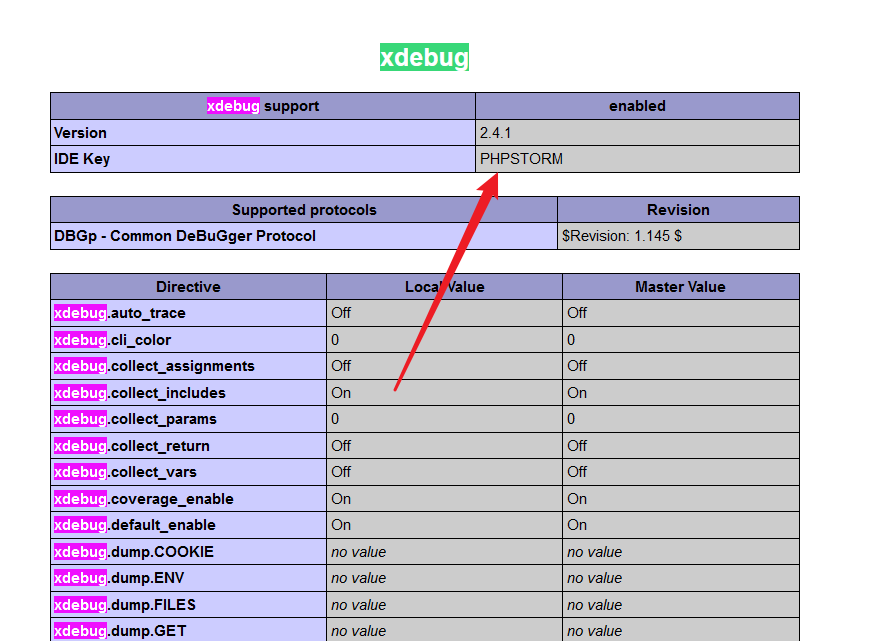 xdebug
xdebug support enabled
Version 2.4.1
IDE Key PHPSTORM
Supported protocols Revision
DBGp - Common DeBuGger Protocol $Revision: 1.145 $
Directive Local Value Master Value
xdebug.auto_trace Off Off
xdebug.cli_color 0 0
xdebug.collect_assignments Off Off
xdebug.collect_includes On On
xdebug.collect_params 0 0
xdebug.collect_return Off Off
xdebug.collect_vars Off Off
xdebug.coverage_enable On On
xdebug.default_enable On On
xdebug.dump.COOKIE no value no value
xdebug.dump.ENV no value no value
xdebug.dump.FILES no value no value
xdebug.dump.GET no value no value